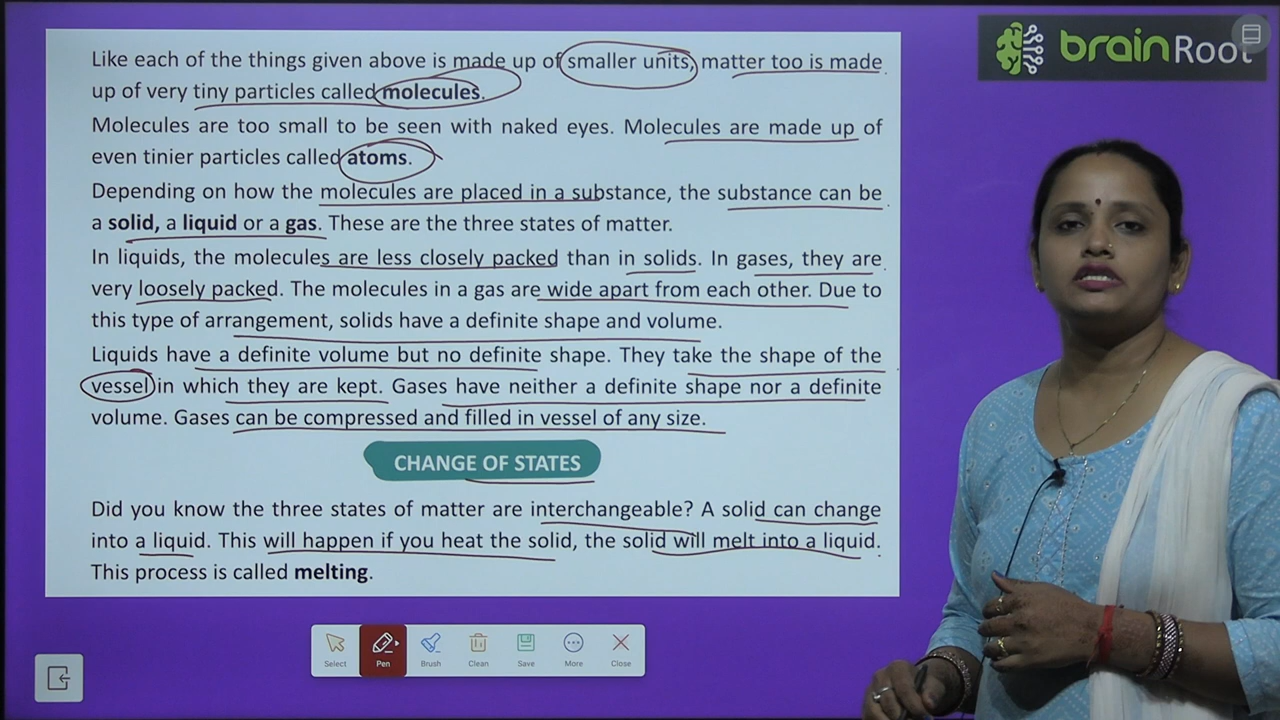 Like each of the things given above is made up of smaller units, matter too is made
up of very tiny particles called molecules.
Molecules are too small to be seen with naked eyes. Molecules are made up of
even tinier particles called atoms.
Depending on how the molecules are placed in a substance, the substance can be
a solid, a liquid or a gas. These are the three states of matter.
In liquids, the molecules are less closely packed than in solids. In gases, they are
very loosely packed. The molecules in a gas are wide apart from each other. Due to
this type of arrangement, solids have a definite shape and volume.
Liquids have a definite volume but no definite shape. They take the shape of the
vessel in which they are kept. Gases have neither a definite shape nor a definite
volume. Gases can be compressed and filled in vessel of any size.
CHANGE OF STATES
Did you know the three states of matter are interchangeable? A solid can change
into a liquid. This will happen if you heat the solid, the solid will melt into a liquid.
This process is called melting.
brainRoot
Select Pen Brush Clean Save More Close